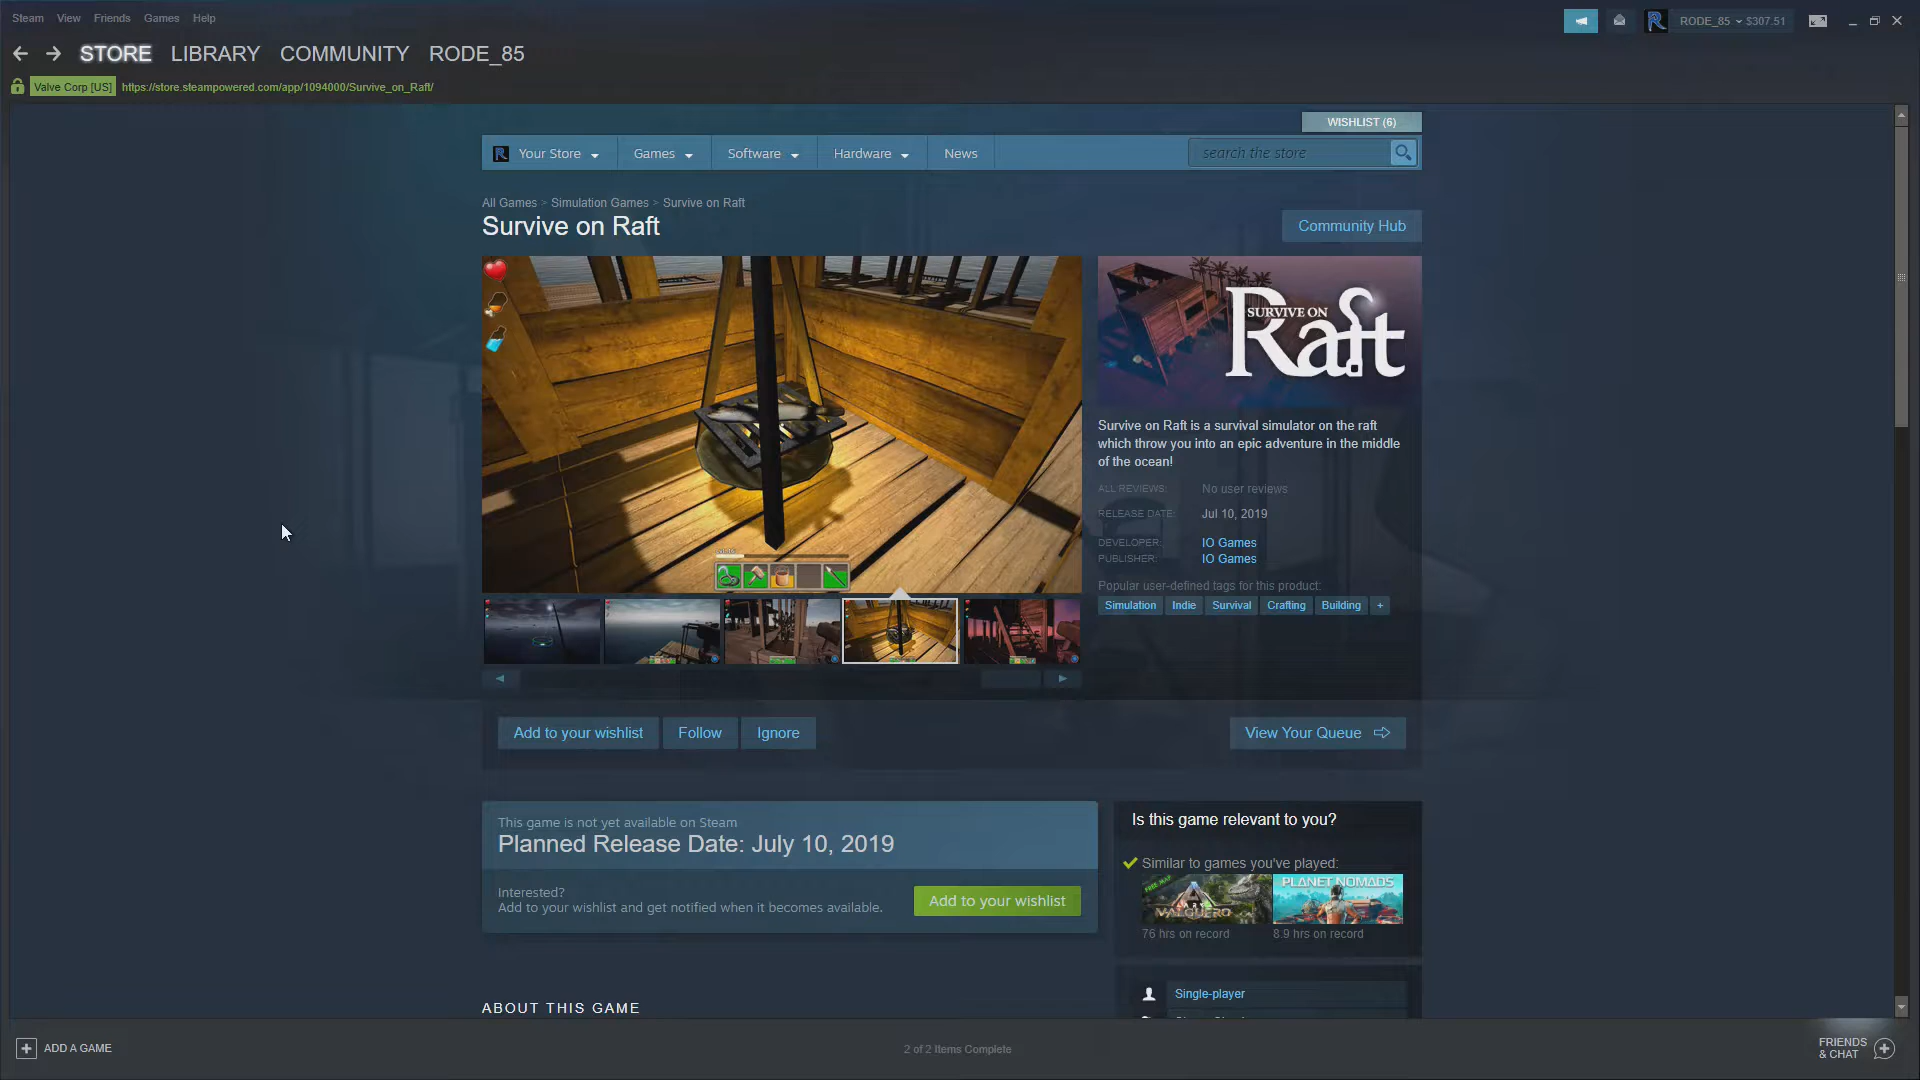 Steam View Friends Games Help
RODE_85 $307.51
STORE LIBRARY COMMUNITY RODE_85
Valve Corp [US] https://store.steampowered.com/app/1094000/Survive_on_Raft/
WISHLIST (6)
Your Store Games Software Hardware News search the store
All Games > Simulation Games > Survive on Raft
Survive on Raft
Community Hub
SURVIVE ON
Raft
Survive on Raft is a survival simulator on the raft
which throw you into an epic adventure in the middle
of the ocean!
ALL REVIEWS: No user reviews
RELEASE DATE: Jul 10, 2019
DEVELOPER: IO Games
PUBLISHER: IO Games
Popular user-defined tags for this product:
Simulation Indie Survival Crafting Building +
Add to your wishlist Follow Ignore View Your Queue
This game is not yet available on Steam
Planned Release Date: July 10, 2019
Interested?
Add to your wishlist and get notified when it becomes available.
Add to your wishlist
Is this game relevant to you?
Similar to games you've played:
FREE MAP
ARK
VALGUERO
PLANET NOMADS
76 hrs on record 8.9 hrs on record
Single-player
ABOUT THIS GAME
ADD A GAME
2 of 2 Items Complete
FRIENDS
& CHAT